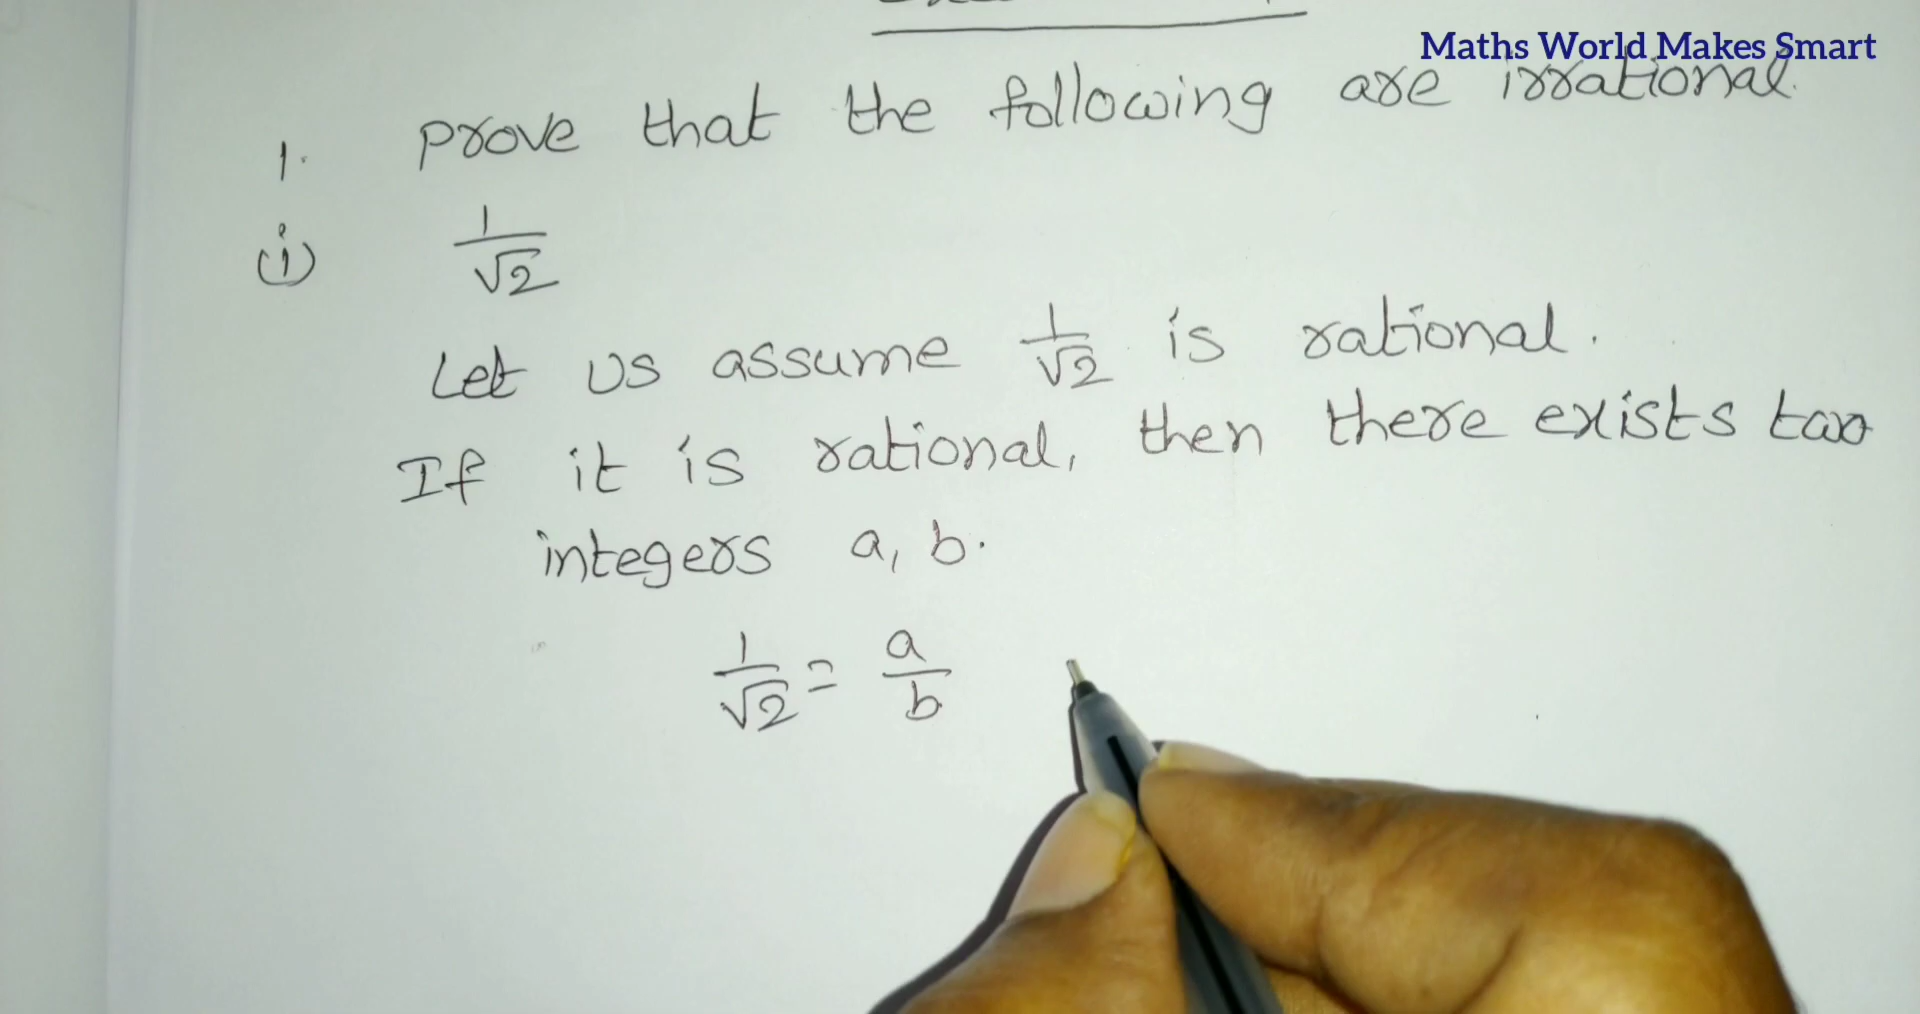 Maths World Makes Smart
1. prove that the following are irrational.
(i) 1/√2
Let us assume 1/√2 is rational.
If it is rational, then there exists two
integers a, b.
1/√2 = a/b